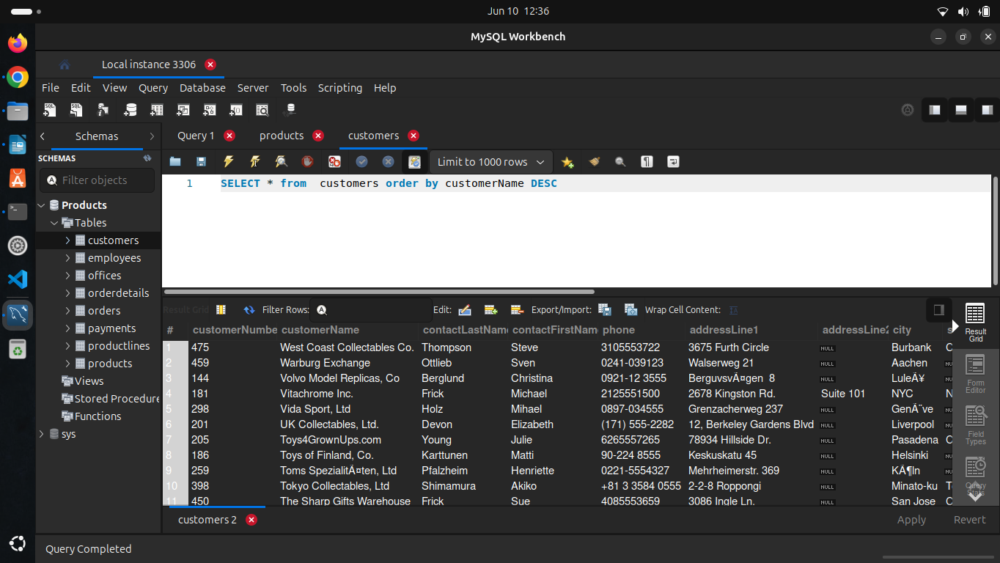 Jun 10 12:36
MySQL Workbench
Local instance 3306
File Edit View Query Database Server Tools Scripting Help
Schemas
Query 1 products customers
SCHEMAS
Limit to 1000 rows
Filter objects
1 SELECT * from customers order by customerName DESC
Products
Tables
customers
employees
offices
orderdetails
orders
payments
productlines
products
Views
Stored Procedure
Functions
sys
Result Grid Filter Rows: Edit: Export/Import: Wrap Cell Content:
# customerNumbe customerName contactLastNam contactFirstNam phone addressLine1 addressLine2 city s
1 475 West Coast Collectables Co. Thompson Steve 3105553722 3675 Furth Circle NULL Burbank C
2 459 Warburg Exchange Ottlieb Sven 0241-039123 Walserweg 21 NULL Aachen NU
3 144 Volvo Model Replicas, Co Berglund Christina 0921-12 3555 BerguvsvÃ¤gen 8 NULL LuleÃ¥ NU
4 181 Vitachrome Inc. Frick Michael 2125551500 2678 Kingston Rd. Suite 101 NYC N
5 298 Vida Sport, Ltd Holz Mihael 0897-034555 Grenzacherweg 237 NULL GenÃ¨ve NU
6 201 UK Collectables, Ltd. Devon Elizabeth (171) 555-2282 12, Berkeley Gardens Blvd NULL Liverpool NU
7 205 Toys4GrownUps.com Young Julie 6265557265 78934 Hillside Dr. NULL Pasadena C
8 186 Toys of Finland, Co. Karttunen Matti 90-224 8555 Keskuskatu 45 NULL Helsinki NU
9 259 Toms SpezialitÃ¤ten, Ltd Pfalzheim Henriette 0221-5554327 Mehrheimerstr. 369 NULL KÃ¶ln NU
10 398 Tokyo Collectables, Ltd Shimamura Akiko +81 3 3584 0555 2-2-8 Roppongi NULL Minato-ku T
11 450 The Sharp Gifts Warehouse Frick Sue 4085553659 3086 Ingle Ln. NULL San Jose C
Result
Grid
Form
Editor
Field
Types
Query
Stats
customers 2
Apply Revert
Query Completed